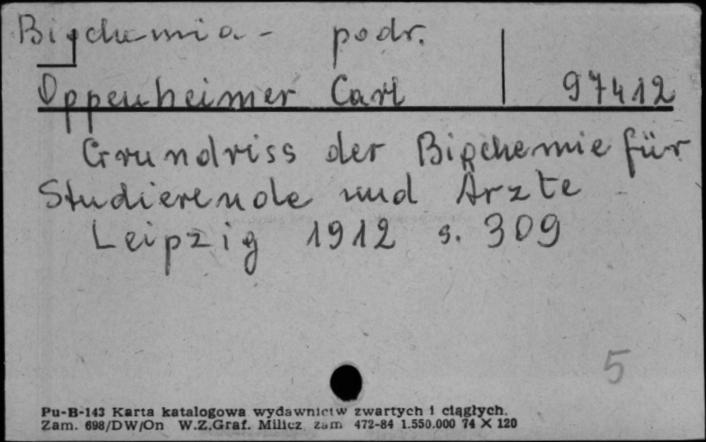 Biochemia - podr.
Oppenheimer Carl 97412
Grundriss der Biochemie für
Studierende und Ärzte
Leipzig 1912 s. 309
5
Pu-B-143 Karta katalogowa wydawnictw zwartych i ciągłych.
Zam. 698/DW/On W.Z.Graf. Milicz zam 472-84 1.550.000 74 X 120